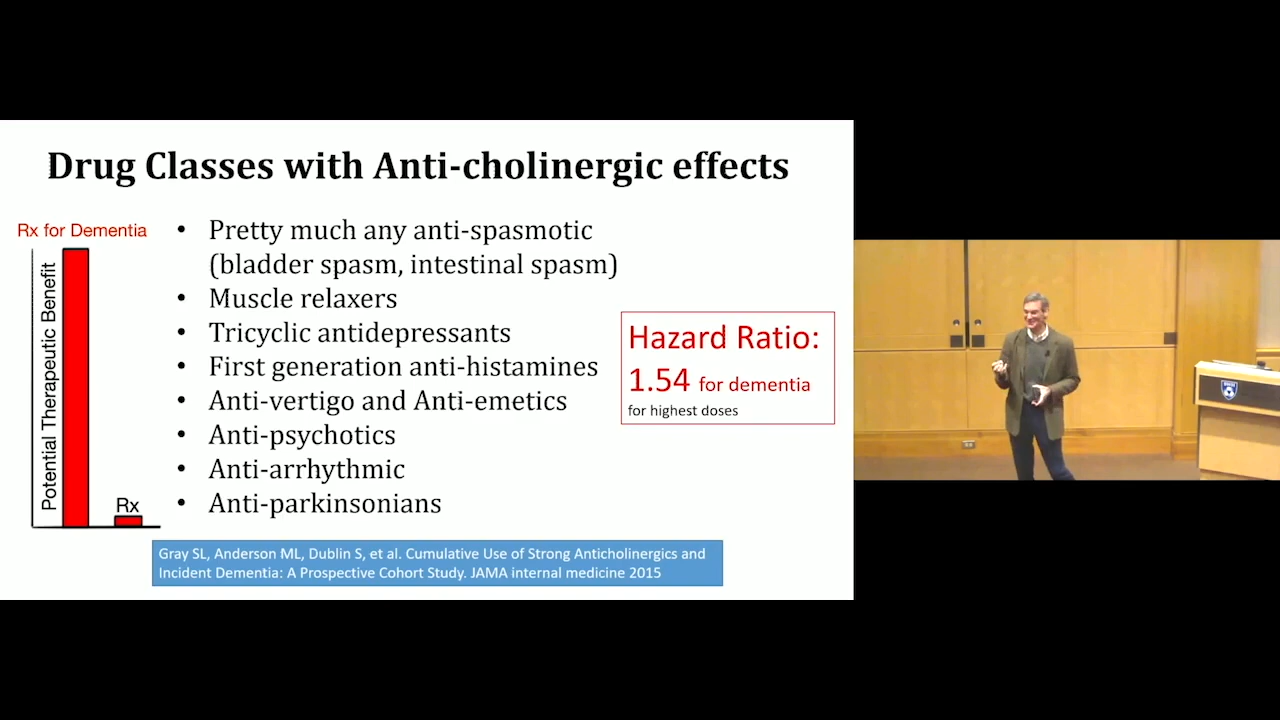 Drug Classes with Anti-cholinergic effects
Rx for Dementia
Potential Therapeutic Benefit
Rx
• Pretty much any anti-spasmotic
(bladder spasm, intestinal spasm)
• Muscle relaxers
• Tricyclic antidepressants
• First generation anti-histamines
• Anti-vertigo and Anti-emetics
• Anti-psychotics
• Anti-arrhythmic
• Anti-parkinsonians
Hazard Ratio:
1.54 for dementia
for highest doses
Gray SL, Anderson ML, Dublin S, et al. Cumulative Use of Strong Anticholinergics and
Incident Dementia: A Prospective Cohort Study. JAMA internal medicine 2015